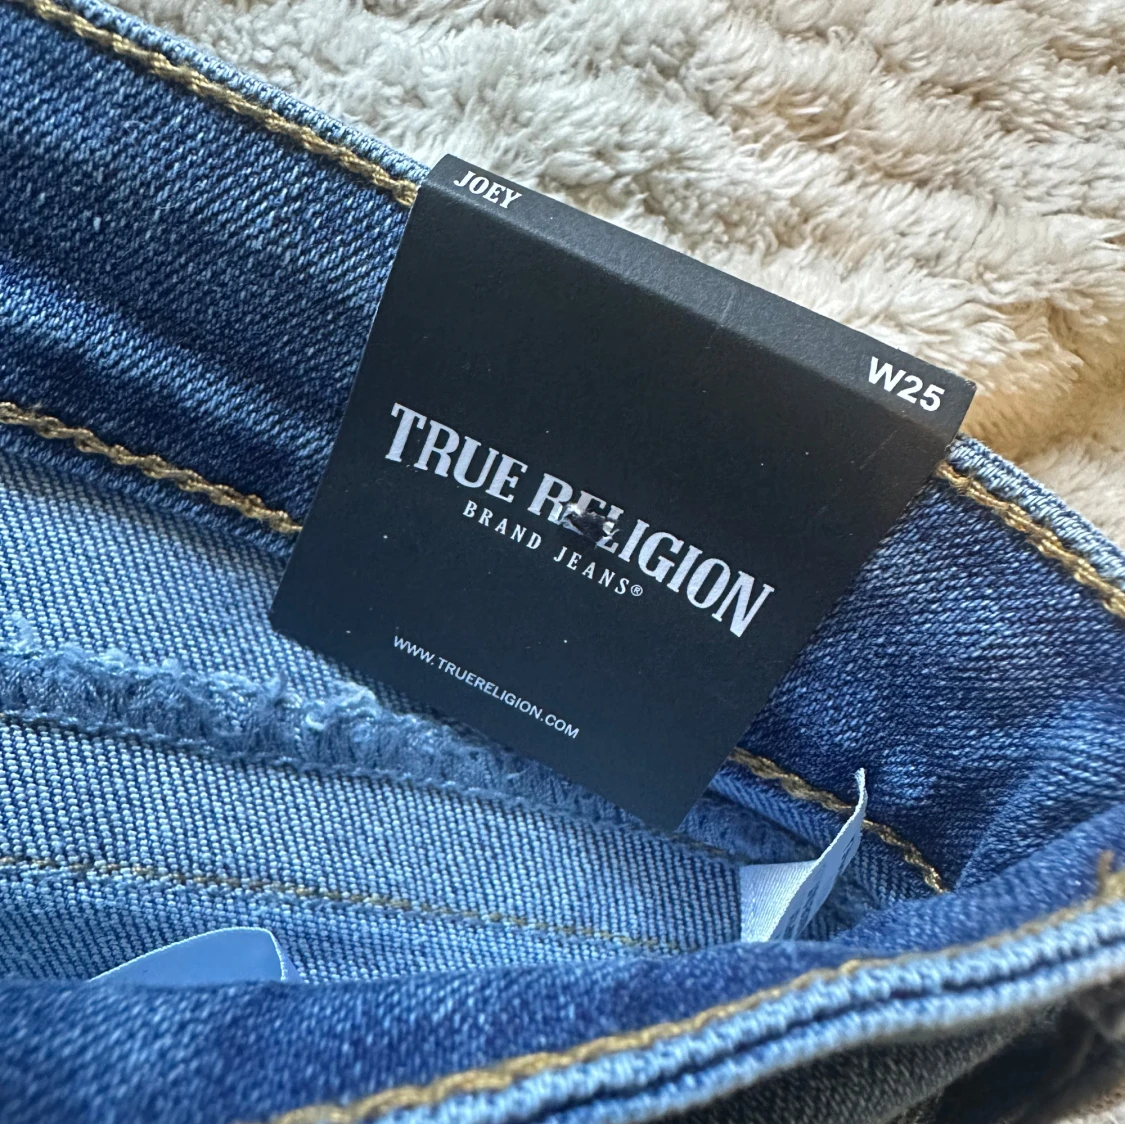 JOEY
W25
TRUE RELIGION
BRAND JEANS®
WWW.TRUERELIGION.COM